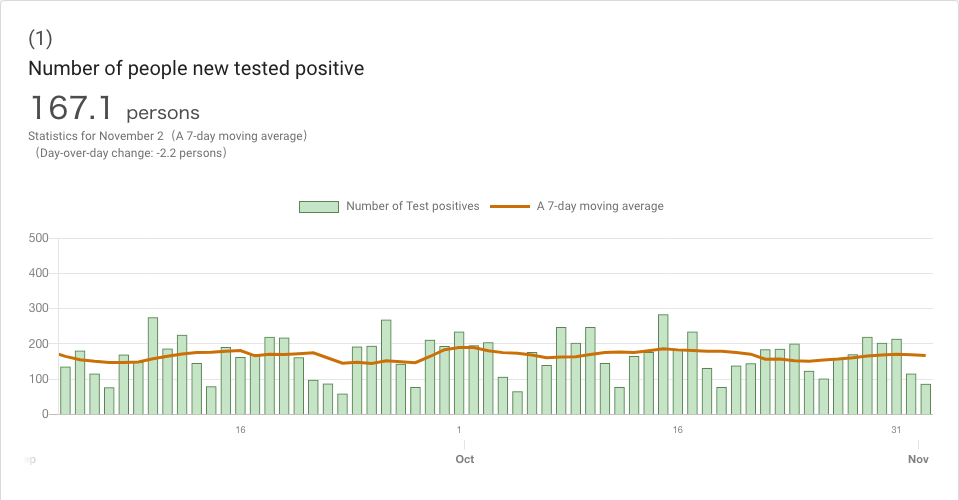 (1)
Number of people new tested positive
167.1 persons
Statistics for November 2（A 7-day moving average）
（Day-over-day change: -2.2 persons）
Number of Test positives A 7-day moving average
500
400
300
200
100
0
16 1 16 31
Oct Nov